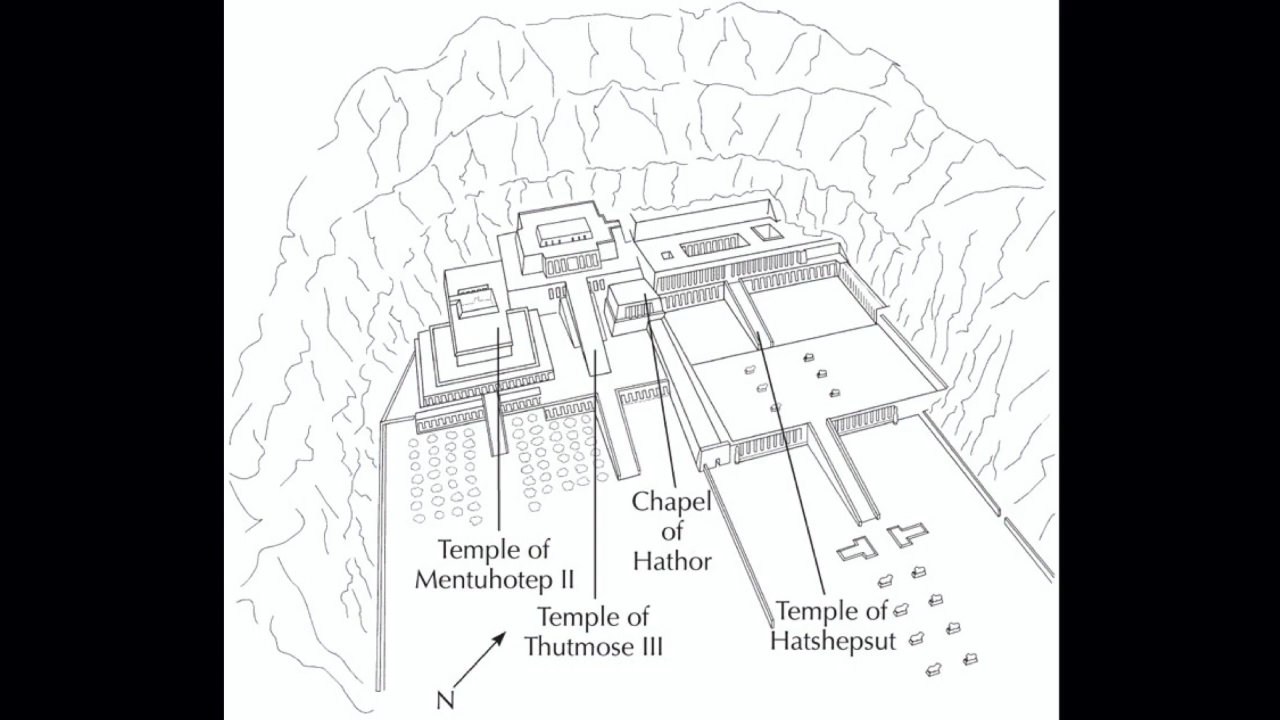 Chapel
of
Hathor
Temple of
Mentuhotep II
Temple of
Thutmose III
Temple of
Hatshepsut
N